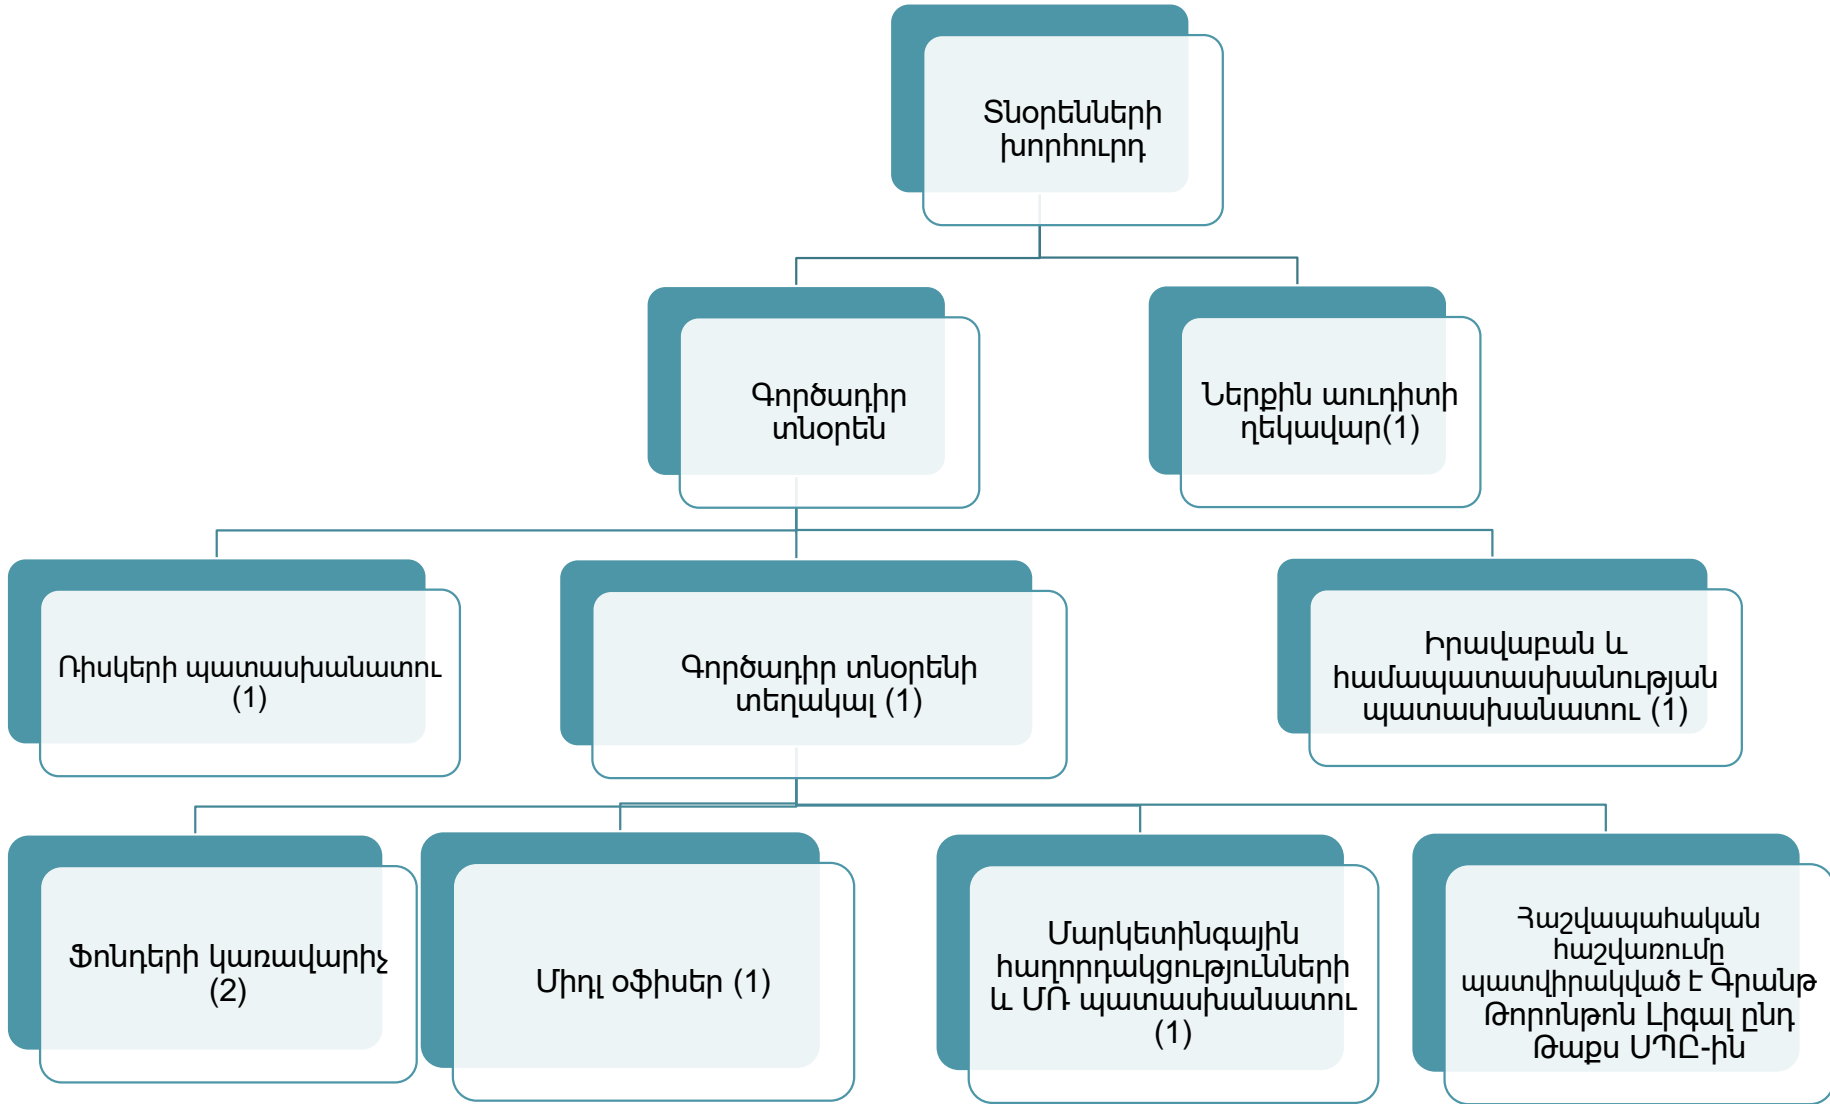 Տնօրենների
խորհուրդ
Գործադիր
տնօրեն
Ներքին աուդիտի
ղեկավար(1)
Ռիսկերի պատասխանատու
(1)
Գործադիր տնօրենի
տեղակալ (1)
Իրավաբան և
համապատասխանության
պատասխանատու (1)
Ֆոնդերի կառավարիչ
(2)
Միդլ օֆիսեր (1)
Մարկետինգային
հաղորդակցությունների
և ՄՌ պատասխանատու
(1)
Հաշվապահական
հաշվառումը
պատվիրակված է Գրանթ
Թորոնթոն Լիգալ ընդ
Թաքս ՍՊԸ-ին